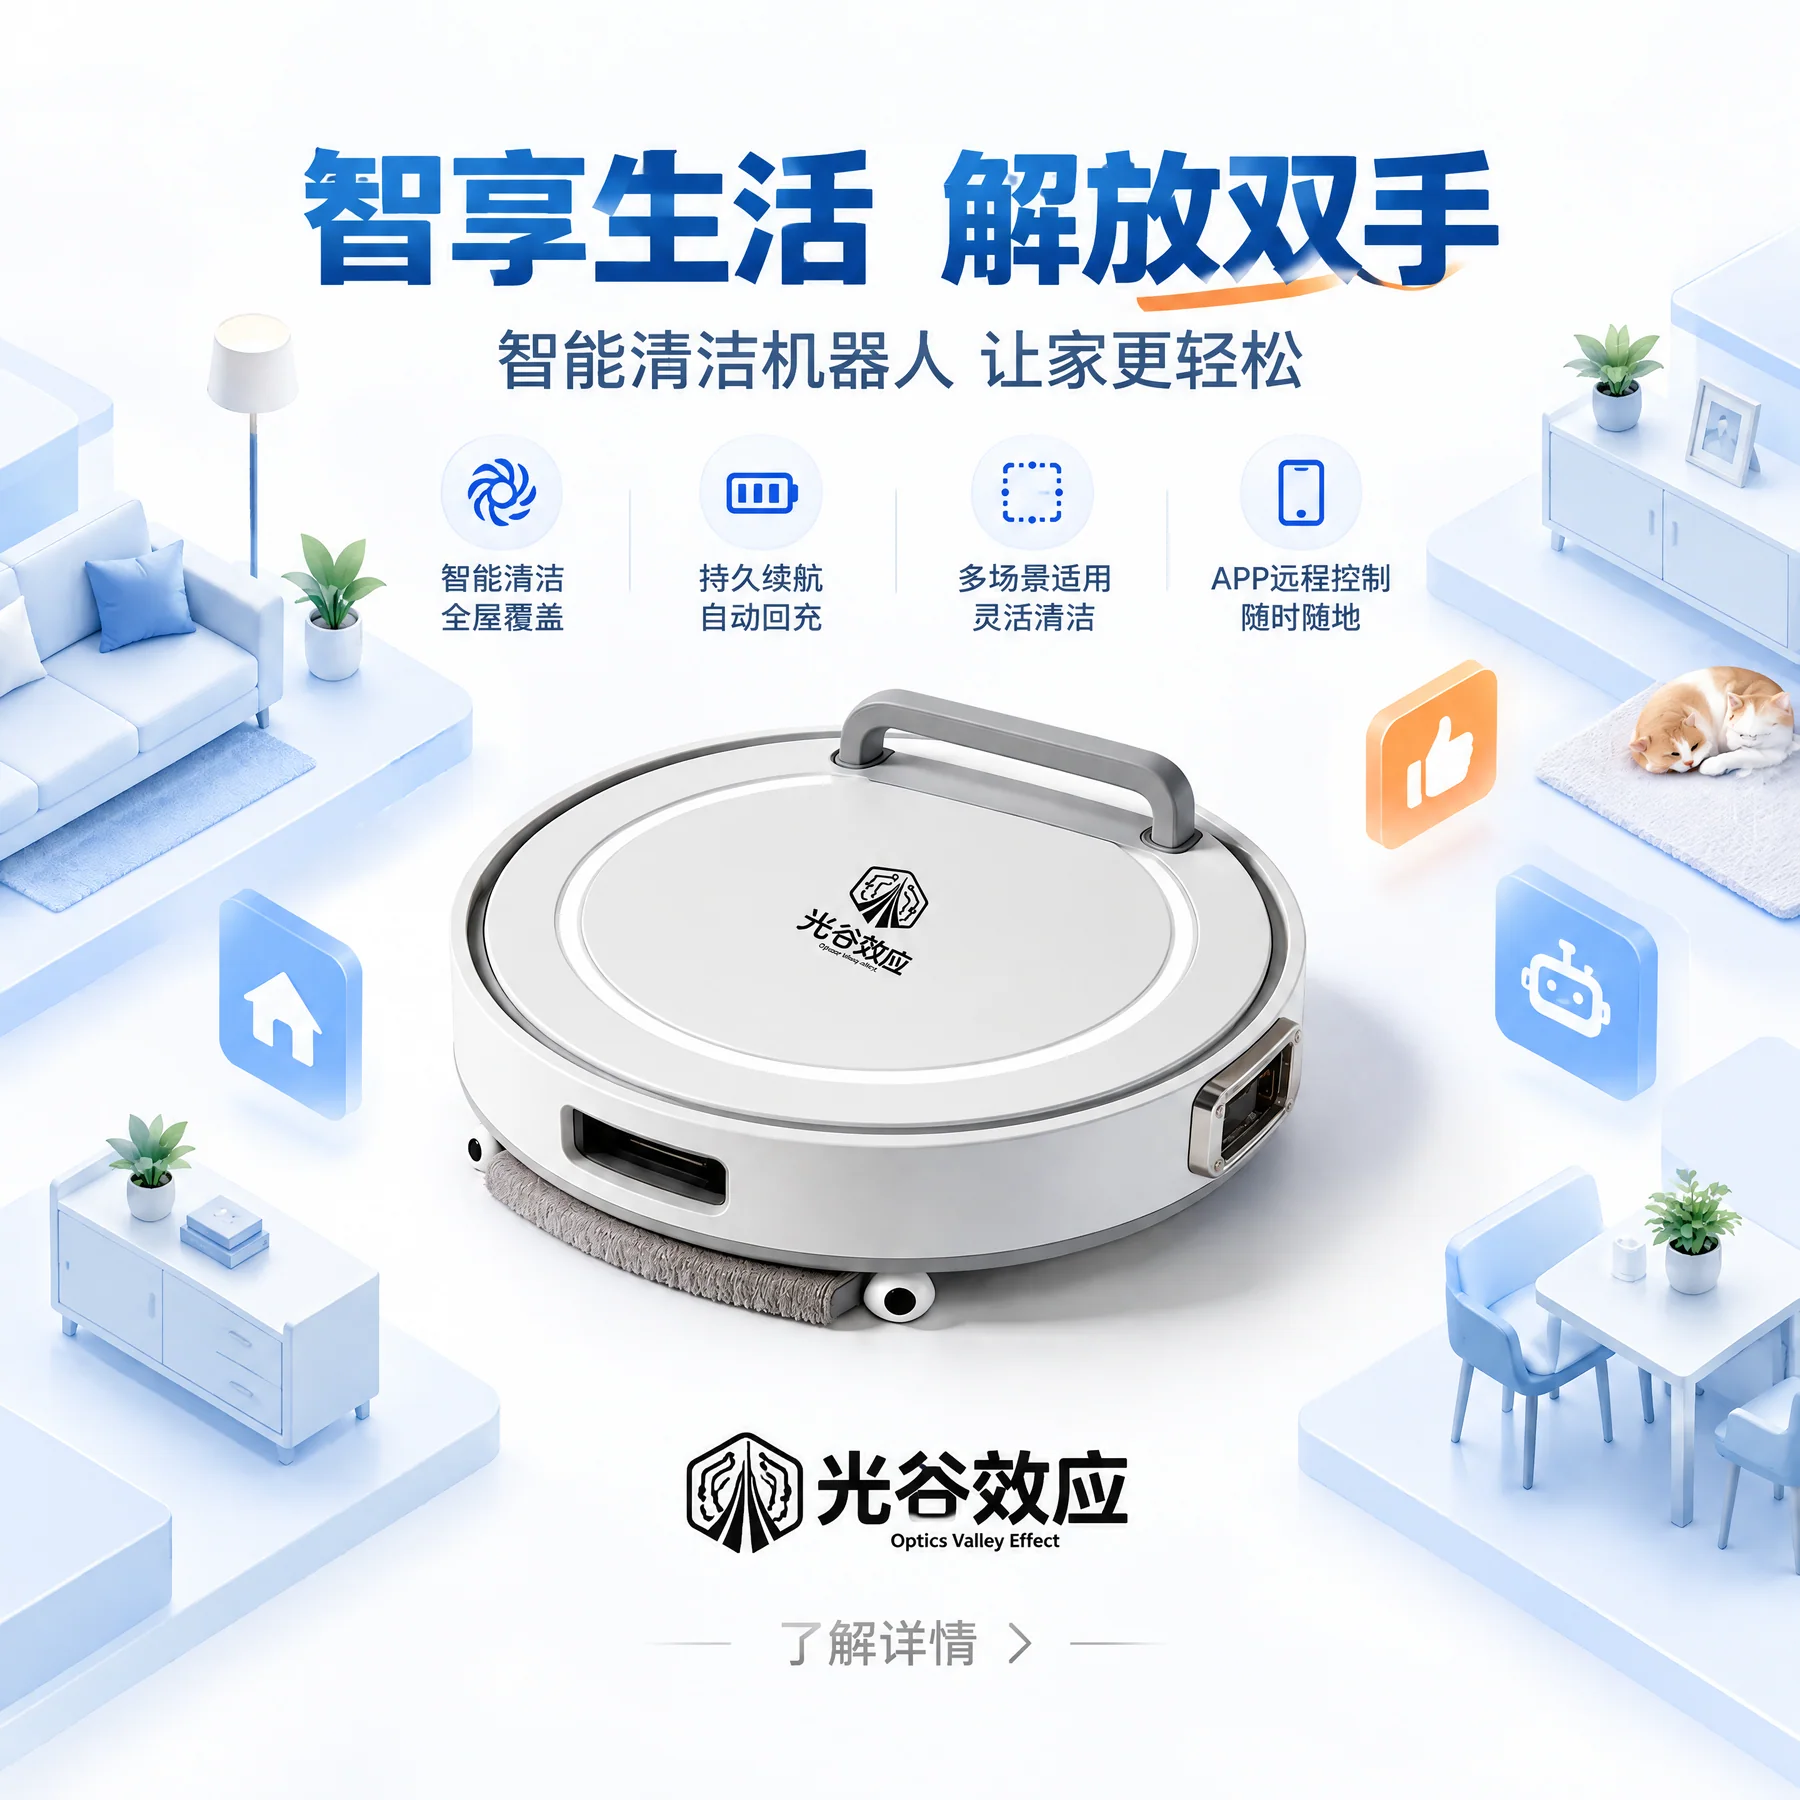 智享生活 解放双手
智能清洁机器人 让家更轻松
智能清洁
全屋覆盖
持久续航
自动回充
多场景适用
灵活清洁
APP远程控制
随时随地
光谷效应
光谷效应
Optics Valley Effect
了解详情 >